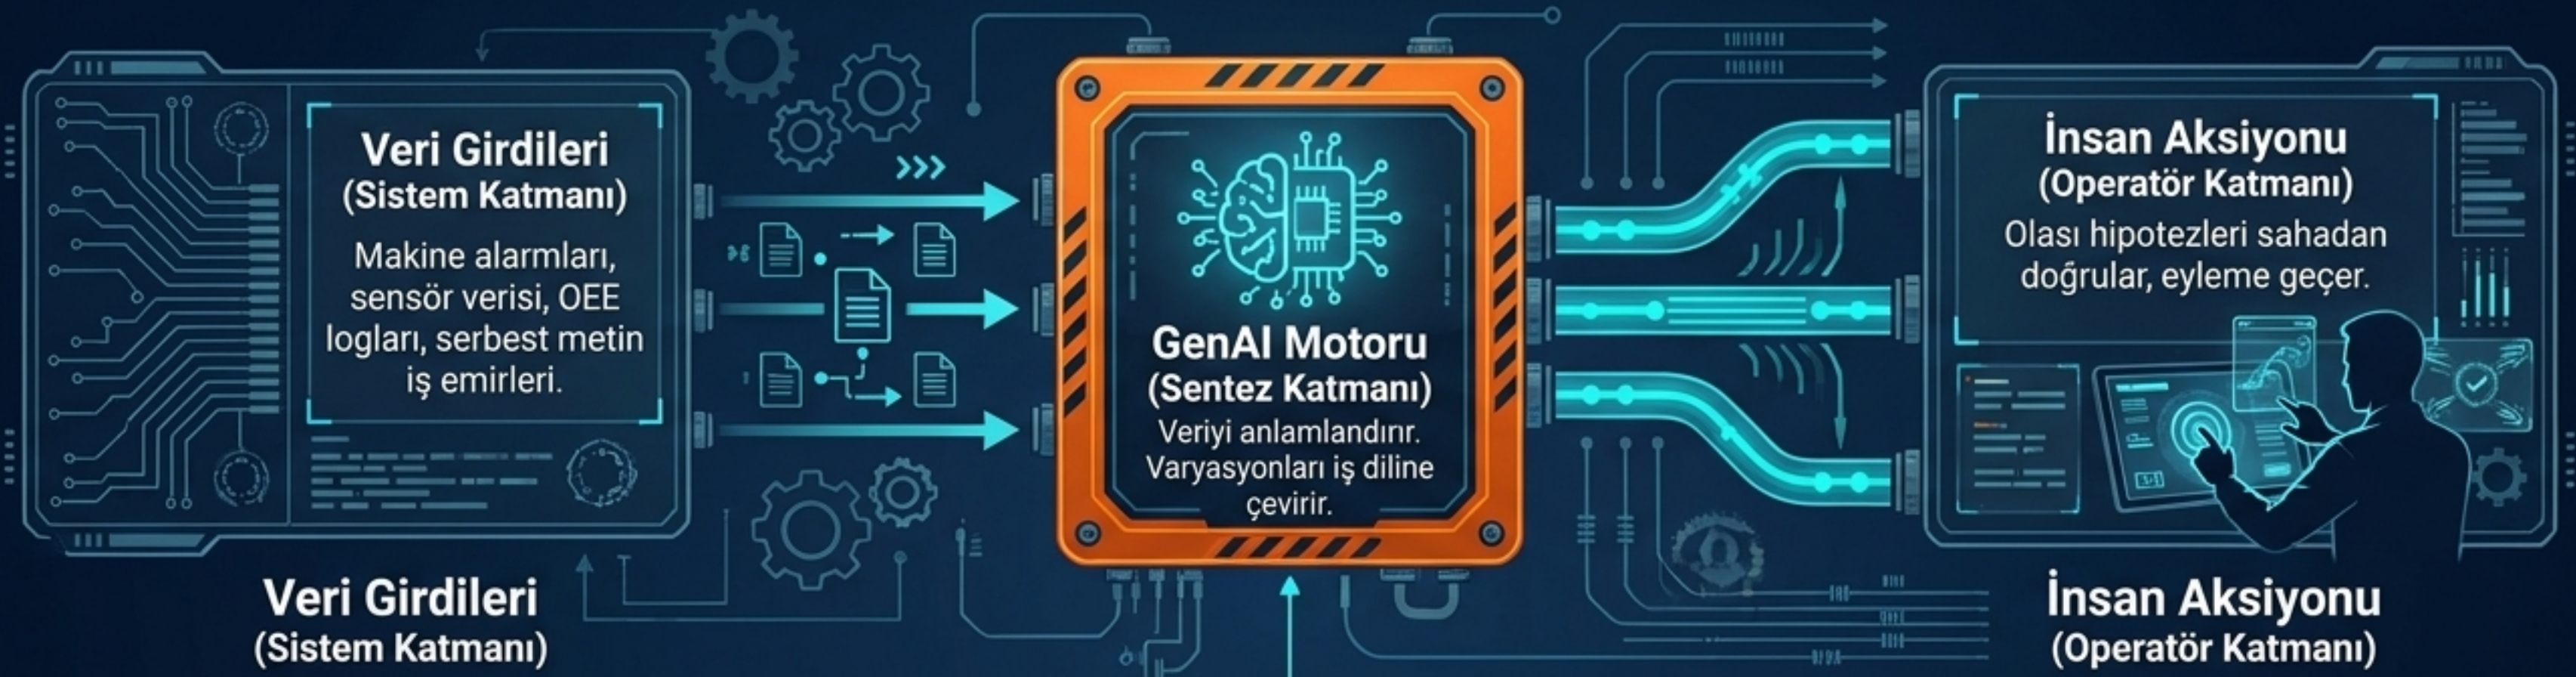 Veri Girdileri
(Sistem Katmanı)
Makine alarmları,
sensör verisi, OEE
logları, serbest metin
iş emirleri.
Veri Girdileri
(Sistem Katmanı)
GenAI Motoru
(Sentez Katmanı)
Veriyi anlamlandırır.
Varyasyonları iş diline
çevirir.
İnsan Aksiyonu
(Operatör Katmanı)
Olası hipotezleri sahadan
doğrular, eyleme geçer.
İnsan Aksiyonu
(Operatör Katmanı)